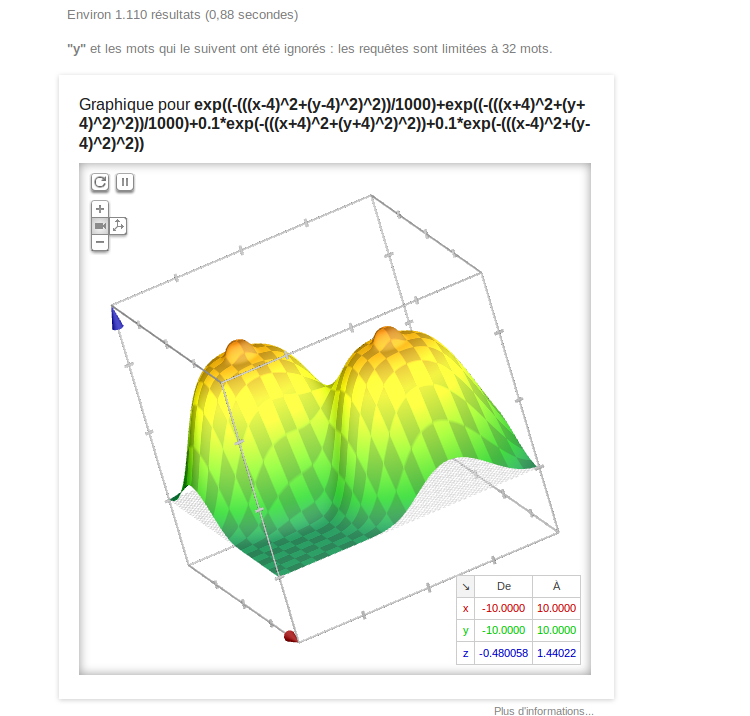 Environ 1.110 résultats (0,88 secondes)
"y" et les mots qui le suivent ont été ignorés : les requêtes sont limitées à 32 mots.
Graphique pour exp((-(((x-4)^2+(y-4)^2)^2))/1000)+exp((-(((x+4)^2+(y+
4)^2)^2))/1000)+0.1*exp(-(((x+4)^2+(y+4)^2)^2))+0.1*exp(-(((x-4)^2+(y-
4)^2)^2))
↘ De À
x -10.0000 10.0000
y -10.0000 10.0000
z -0.480058 1.44022
Plus d'informations...